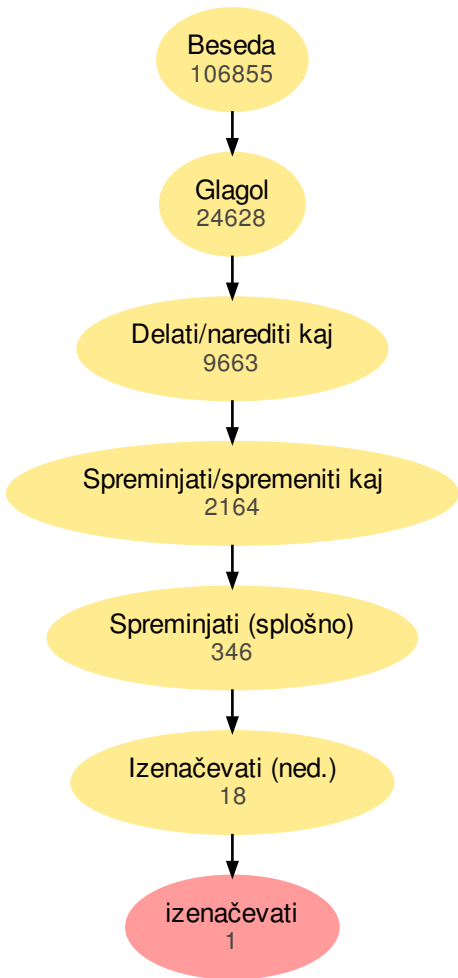 Beseda
106855
Glagol
24628
Delati/narediti kaj
9663
Spreminjati/spremeniti kaj
2164
Spreminjati (splošno)
346
Izenačevati (ned.)
18
izenačevati
1